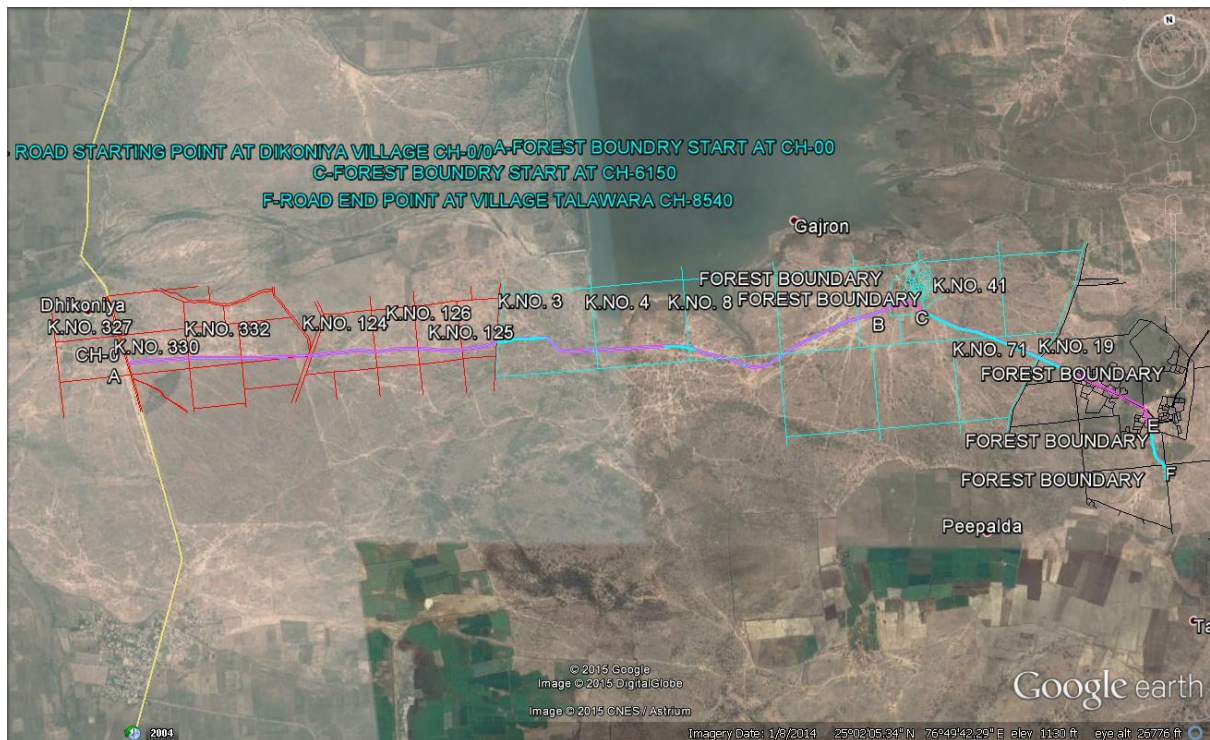 N
- ROAD STARTING POINT AT DIKONIYA VILLAGE CH-0/0
A-FOREST BOUNDRY START AT CH-00
C-FOREST BOUNDRY START AT CH-6150
F-ROAD END POINT AT VILLAGE TALAWARA CH-8540
Gajron
FOREST BOUNDARY
K.NO. 41
FOREST BOUNDARY
Dhikoniya
K.NO. 3
K.NO. 4
K.NO. 8
K.NO. 327
K.NO. 332
K.NO. 124
K.NO. 126
K.NO. 125
B
C
CH-0
K.NO. 330
K.NO. 71
K.NO. 19
A
FOREST BOUNDARY
E
FOREST BOUNDARY
F
FOREST BOUNDARY
Peepalda
Ta
© 2015 Google
Image © 2015 DigitalGlobe
Image © 2015 CNES / Astrium
Google earth
2004
Imagery Date: 1/8/2014 25°02'05.34" N 76°49'42.29" E elev 1130 ft eye alt 26776 ft